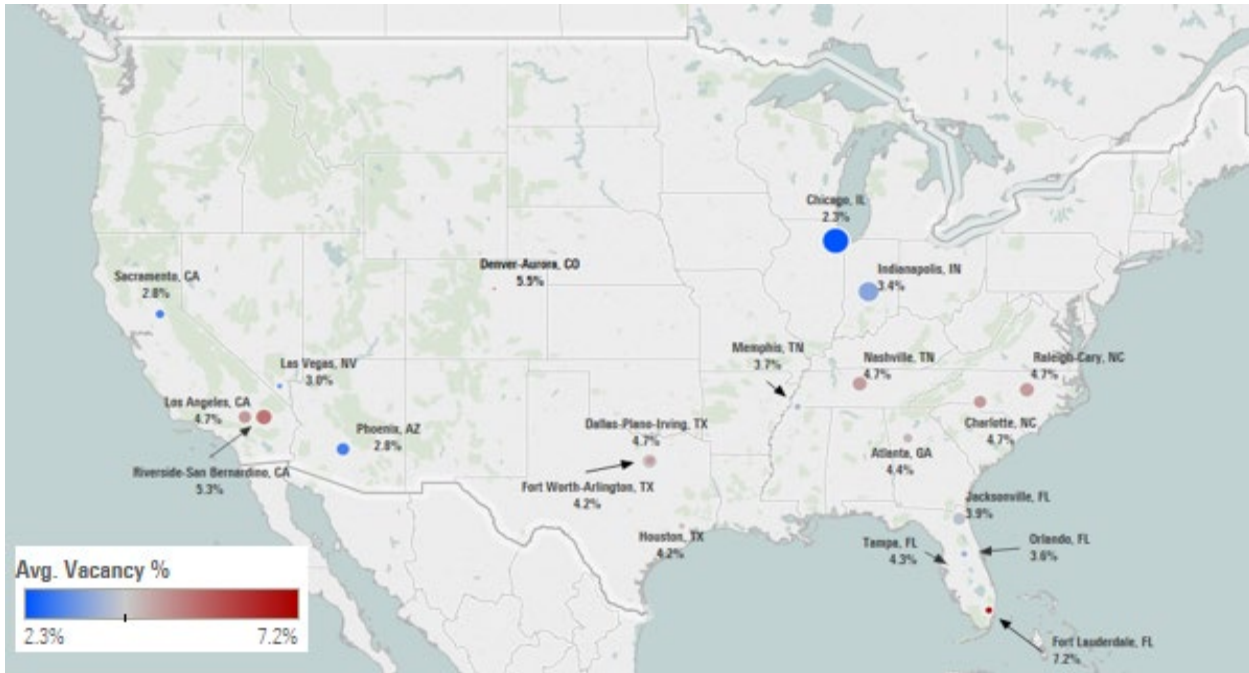 Chicago, IL
2.3%
Denver-Aurora, CO
5.5%
Indianapolis, IN
3.4%
Sacramento, CA
2.8%
Memphis, TN
3.7%
Nashville, TN
4.7%
Raleigh-Cary, NC
4.7%
Las Vegas, NV
3.0%
Los Angeles, CA
4.7%
Phoenix, AZ
2.8%
Dallas-Plano-Irving, TX
4.7%
Charlotte, NC
4.7%
Atlanta, GA
4.4%
Riverside-San Bernardino, CA
5.3%
Fort Worth-Arlington, TX
4.2%
Jacksonville, FL
3.9%
Houston, TX
4.2%
Tampa, FL
4.3%
Orlando, FL
3.6%
Fort Lauderdale, FL
7.2%
Avg. Vacancy %
2.3%
7.2%